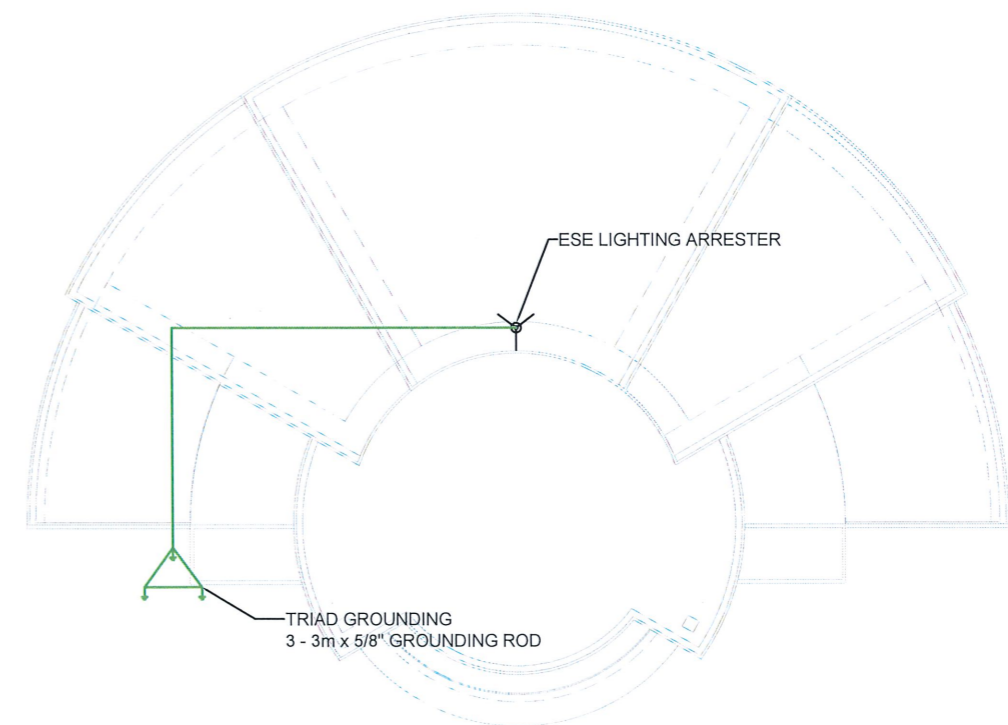 ESE LIGHTING ARRESTER
TRIAD GROUNDING
3 - 3m x 5/8" GROUNDING ROD